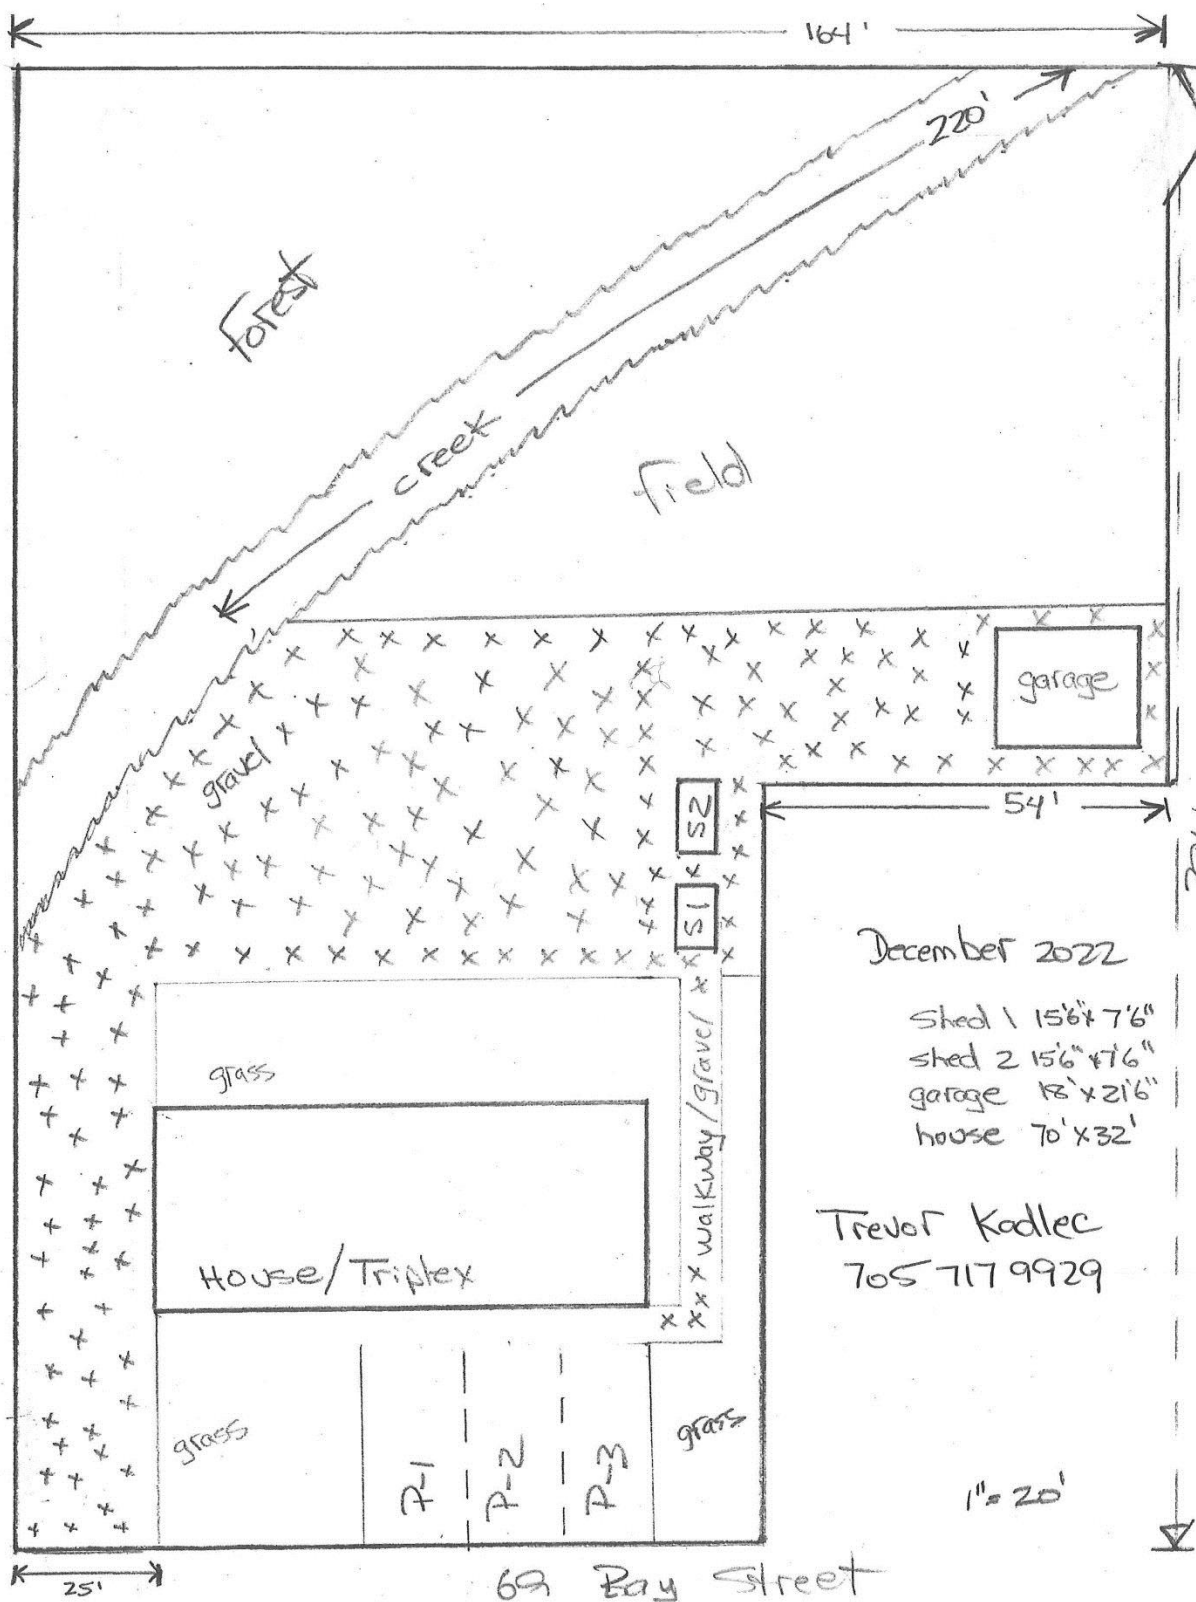 164'
220'
Forest
creek
field
garage
gravel
S2
54'
S1
December 2022
Shed 1 15'6" x 7'6"
shed 2 15'6" x 7'6"
garage 18' x 21'6"
house 70' x 32'
grass
walkway/gravel
Trevor Kadlec
705 717 9929
House/Triplex
grass
P-1
P-2
P-3
grass
1" = 20'
25'
69 Bay Street